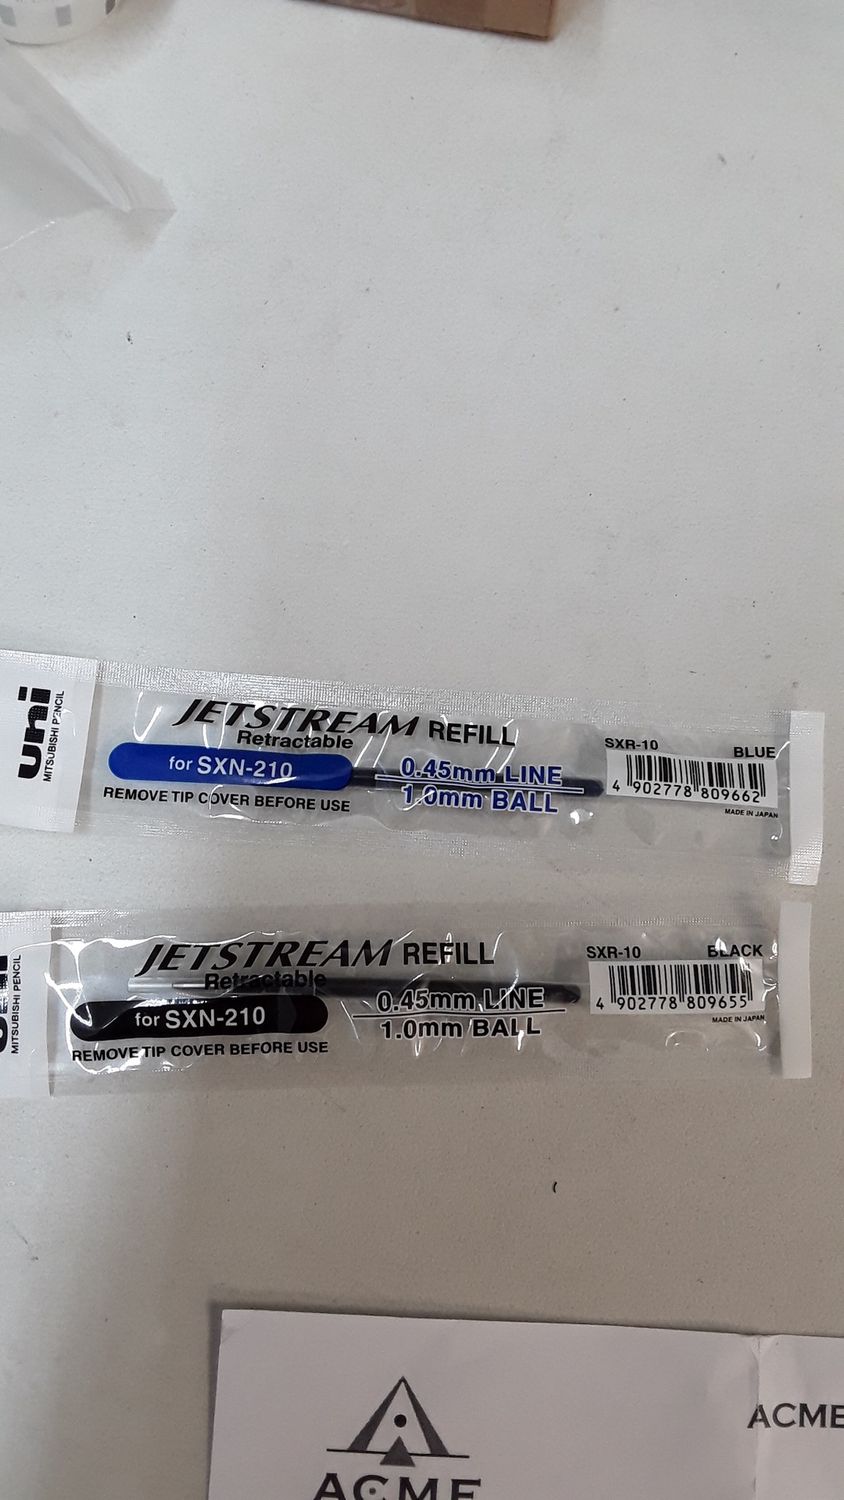 uni
MITSUBISHI PENCIL
JETSTREAM REFILL
Retractable
for SXN-210
REMOVE TIP COVER BEFORE USE
0.45mm LINE
1.0mm BALL
SXR-10 BLUE
4 902778 809662
MADE IN JAPAN
uni
MITSUBISHI PENCIL
JETSTREAM REFILL
Retractable
for SXN-210
REMOVE TIP COVER BEFORE USE
0.45mm LINE
1.0mm BALL
SXR-10 BLACK
4 902778 809655
MADE IN JAPAN
ACME
ACME